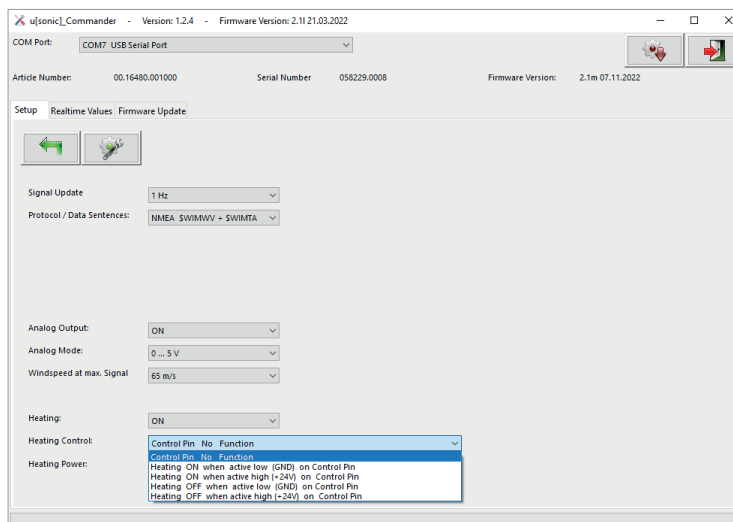 u[sonic]_Commander - Version: 1.2.4 - Firmware Version: 2.1l 21.03.2022
COM Port: COM7 USB Serial Port
Article Number: 00.16480.001000 Serial Number 058229.0008 Firmware Version: 2.1m 07.11.2022
Setup Realtime Values Firmware Update
Signal Update 1 Hz
Protocol / Data Sentences: NMEA $WIMWV + $WIMTA
Analog Output: ON
Analog Mode: 0 ... 5 V
Windspeed at max. Signal 65 m/s
Heating: ON
Heating Control: Control Pin No Function
Control Pin No Function
Heating Power: Heating ON when active low (GND) on Control Pin
Heating ON when active high (+24V) on Control Pin
Heating OFF when active low (GND) on Control Pin
Heating OFF when active high (+24V) on Control Pin